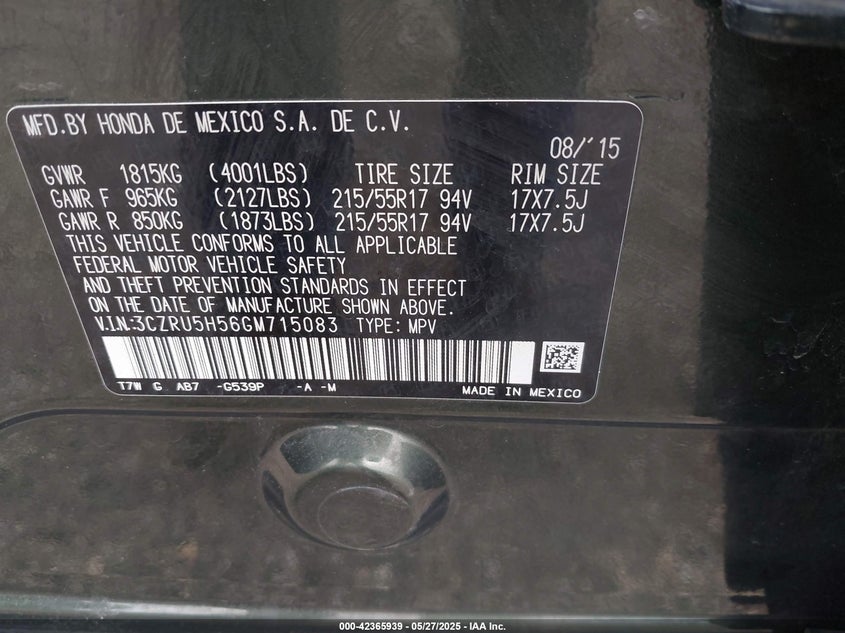 MFD.BY HONDA DE MEXICO S.A. DE C.V.
08/'15
GVWR 1815KG (4001LBS) TIRE SIZE RIM SIZE
GAWR F 965KG (2127LBS) 215/55R17 94V 17X7.5J
GAWR R 850KG (1873LBS) 215/55R17 94V 17X7.5J
THIS VEHICLE CONFORMS TO ALL APPLICABLE
FEDERAL MOTOR VEHICLE SAFETY
AND THEFT PREVENTION STANDARDS IN EFFECT
ON THE DATE OF MANUFACTURE SHOWN ABOVE.
V.I.N:3CZRU5H56GM715083 TYPE: MPV
T7W G AB7 -G539P -A -M MADE IN MEXICO
000-42365939 - 05/27/2025 - IAA Inc.